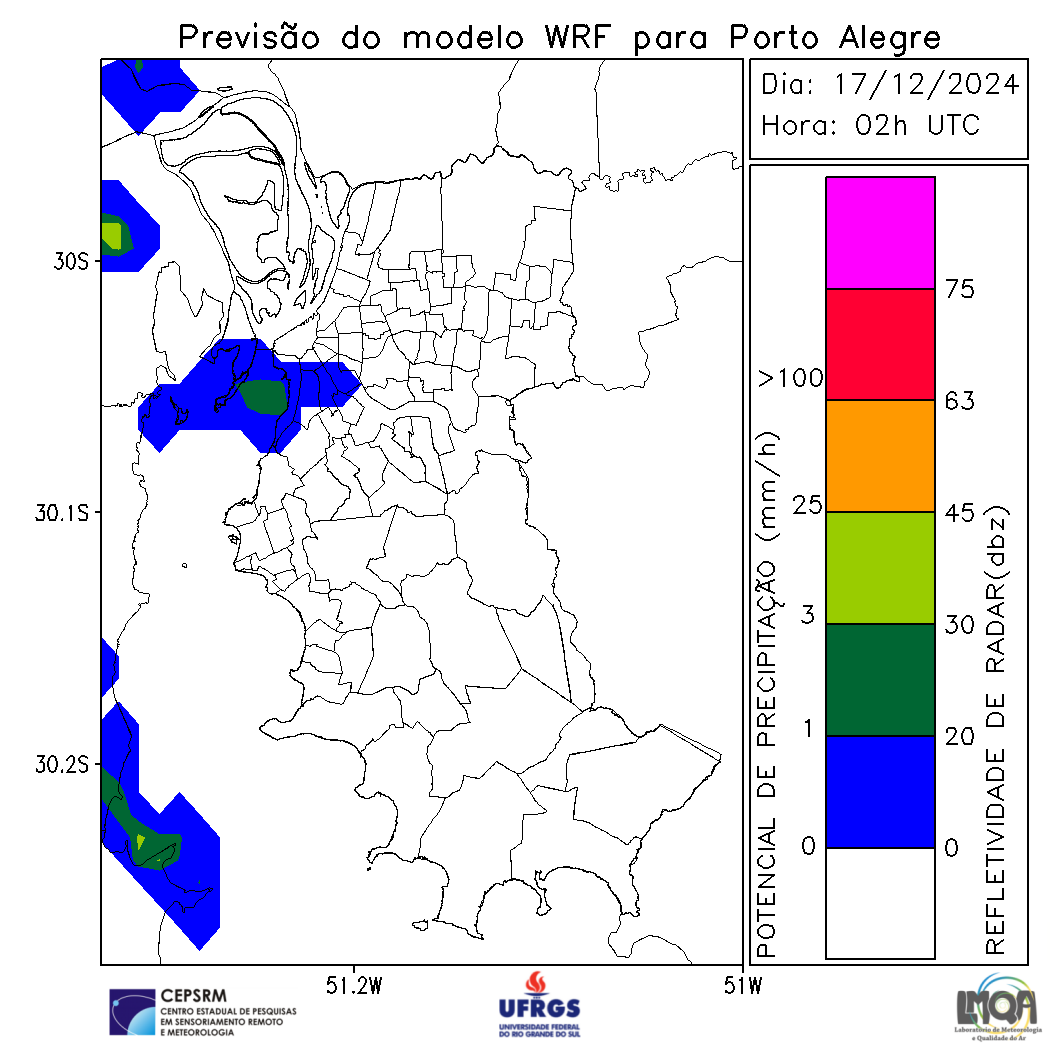 Previsão do modelo WRF para Porto Alegre
Dia: 17/12/2024
Hora: 02h UTC
30S
30.1S
30.2S
51.2W
51W
POTENCIAL DE PRECIPITAÇÃO (mm/h)
>100
25
3
1
0
75
63
45
30
20
0
REFLETIVIDADE DE RADAR(dbz)
CEPSRM
CENTRO ESTADUAL DE PESQUISAS
EM SENSORIAMENTO REMOTO
E METEOROLOGIA
UFRGS
UNIVERSIDADE FEDERAL
DO RIO GRANDE DO SUL
LMQA
Laboratório de Meteorologia
e Qualidade do Ar